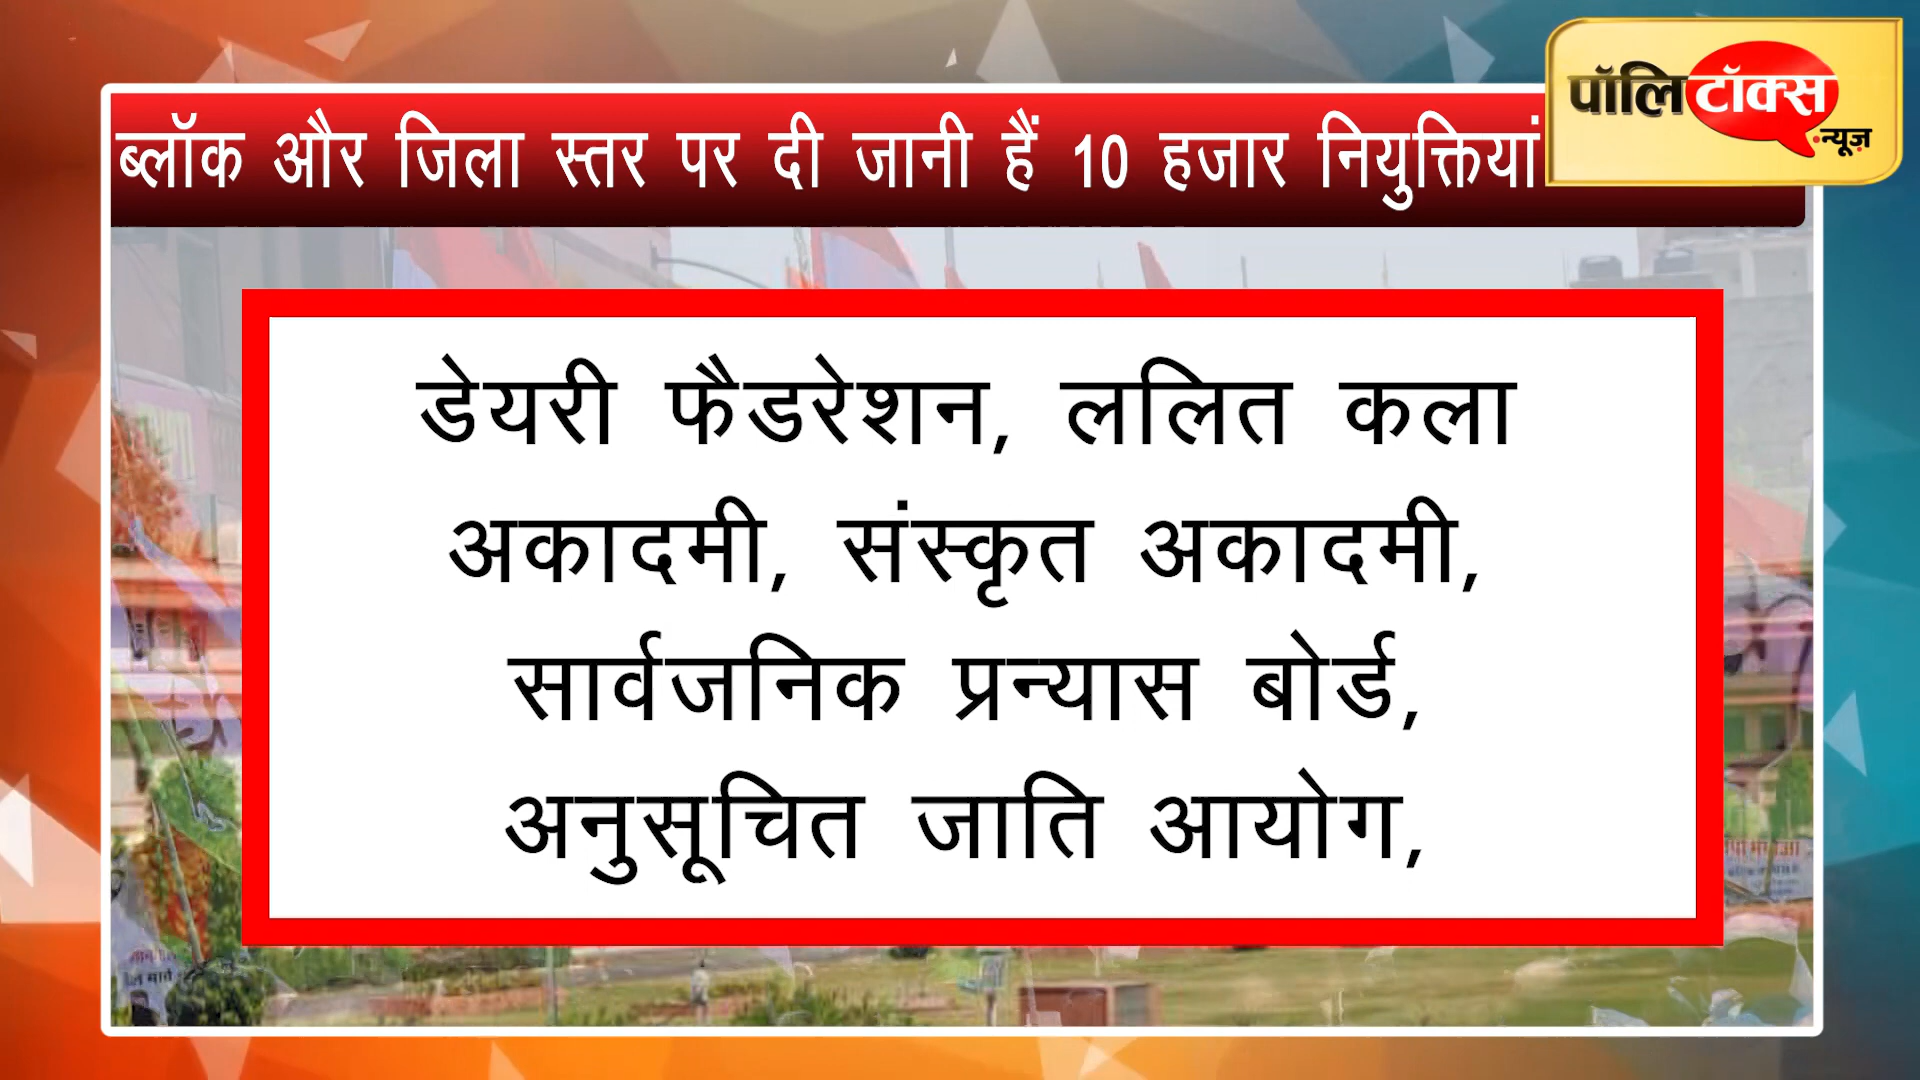 पॉलिटॉक्स
न्यूज़
ब्लॉक और जिला स्तर पर दी जानी हैं 10 हजार नियुक्तियां
डेयरी फैडरेशन, ललित कला
अकादमी, संस्कृत अकादमी,
सार्वजनिक प्रन्यास बोर्ड,
अनुसूचित जाति आयोग,